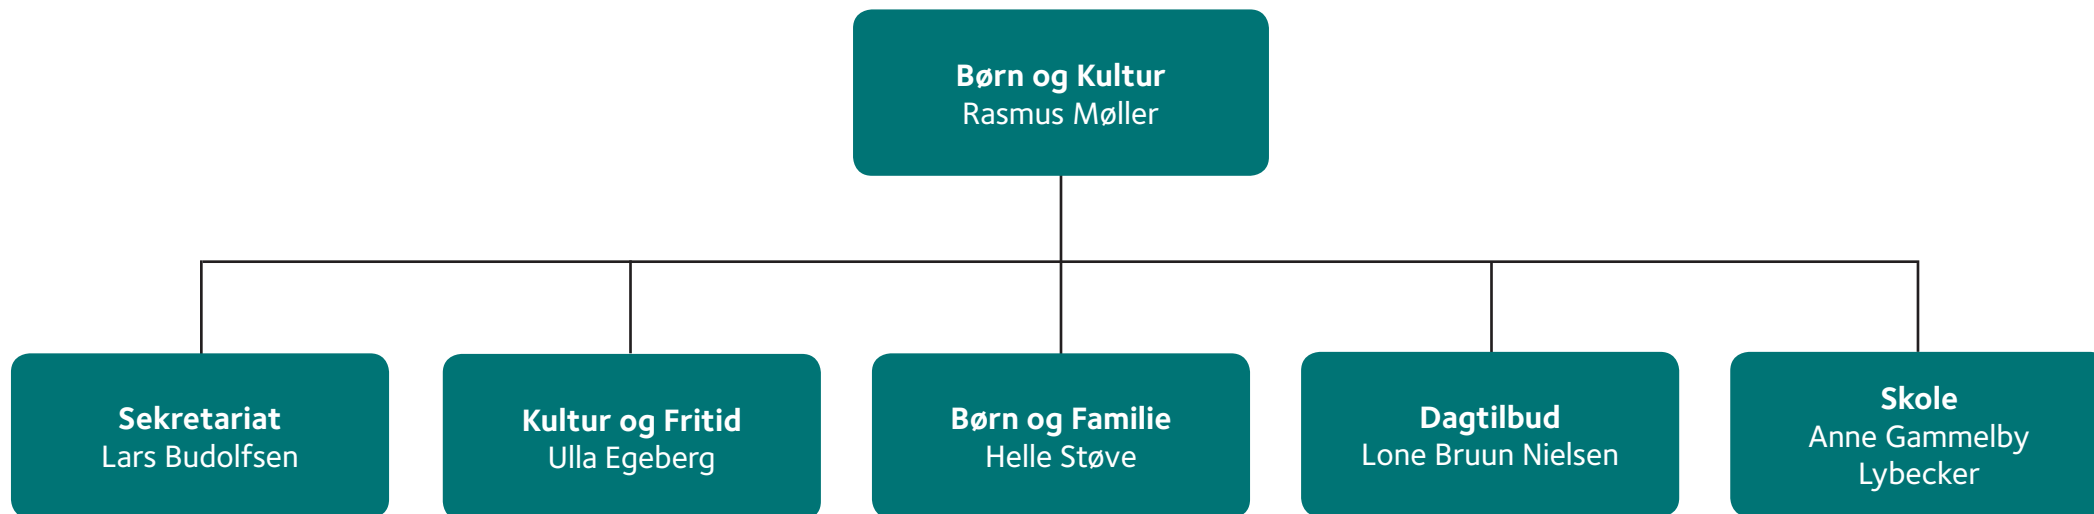 Børn og Kultur
Rasmus Møller
Sekretariat
Lars Budolfsen
Kultur og Fritid
Ulla Egeberg
Børn og Familie
Helle Støve
Dagtilbud
Lone Bruun Nielsen
Skole
Anne Gammelby
Lybecker